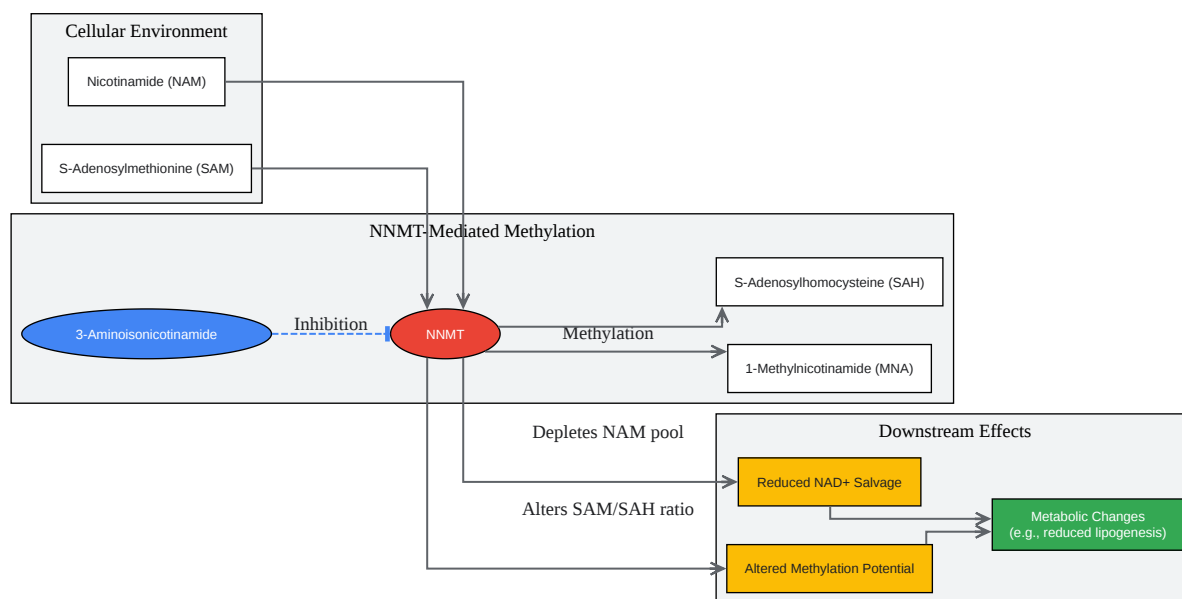 Cellular Environment
Nicotinamide (NAM)
S-Adenosylmethionine (SAM)
NNMT-Mediated Methylation
S-Adenosylhomocysteine (SAH)
3-Aminoisonicotinamide
Inhibition
NNMT
Methylation
1-Methylnicotinamide (MNA)
Depletes NAM pool
Downstream Effects
Reduced NAD+ Salvage
Alters SAM/SAH ratio
Metabolic Changes
(e.g., reduced lipogenesis)
Altered Methylation Potential